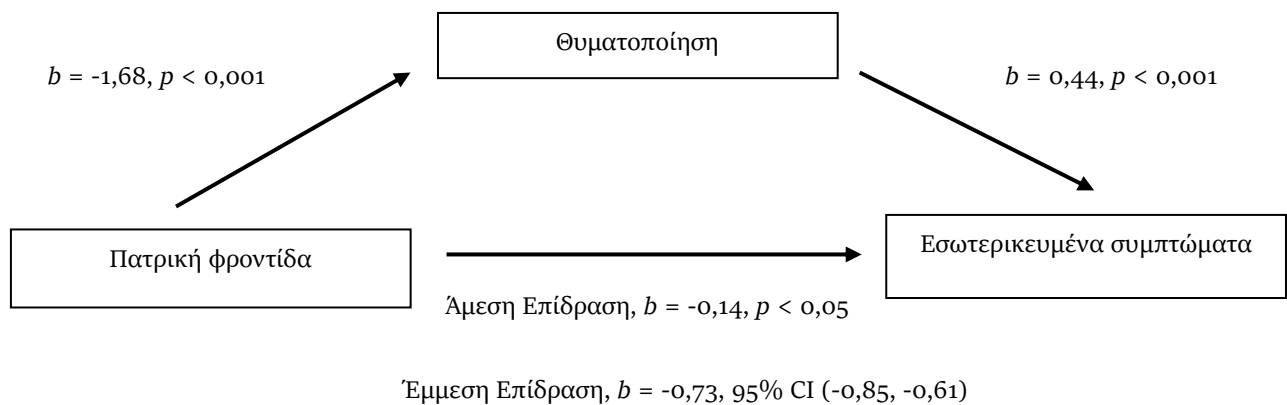 Θυματοποίηση
b = -1,68, p < 0,001
b = 0,44, p < 0,001
Πατρική φροντίδα
Εσωτερικευμένα συμπτώματα
Άμεση Επίδραση, b = -0,14, p < 0,05
Έμμεση Επίδραση, b = -0,73, 95% CI (-0,85, -0,61)